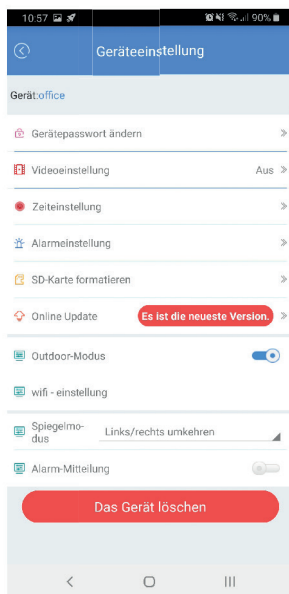 10:57 90%
Geräteeinstellung
Gerät:office
Gerätepasswort ändern
Videoeinstellung Aus
Zeiteinstellung
Alarmeinstellung
SD-Karte formatieren
Online Update Es ist die neueste Version.
Outdoor-Modus
wifi - einstellung
Spiegelmo-
dus Links/rechts umkehren
Alarm-Mitteilung
Das Gerät löschen